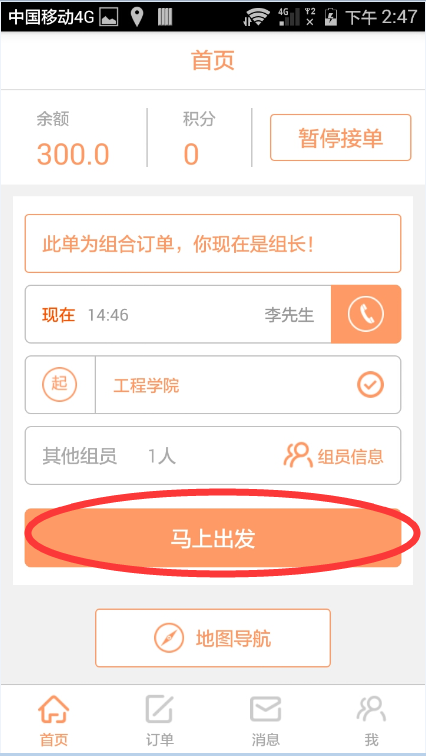 中国移动4G 4G 2 下午 2:47
首页
余额 积分
300.0 0
暂停接单
此单为组合订单，你现在是组长！
现在 14:46 李先生
起 工程学院
其他组员 1人 组员信息
马上出发
地图导航
首页 订单 消息 我